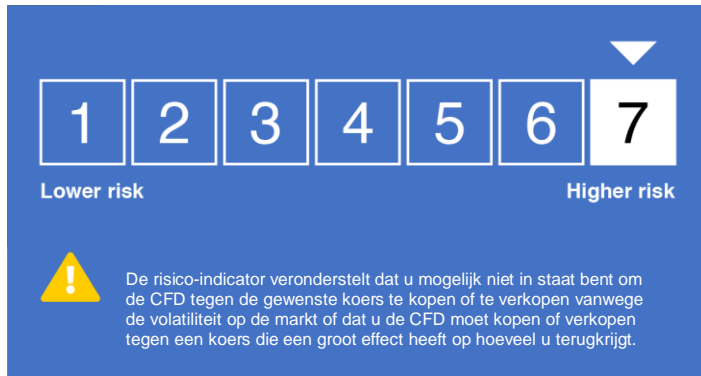 1 2 3 4 5 6 7
Lower risk Higher risk
De risico-indicator veronderstelt dat u mogelijk niet in staat bent om
de CFD tegen de gewenste koers te kopen of te verkopen vanwege
de volatiliteit op de markt of dat u de CFD moet kopen of verkopen
tegen een koers die een groot effect heeft op hoeveel u terugkrijgt.